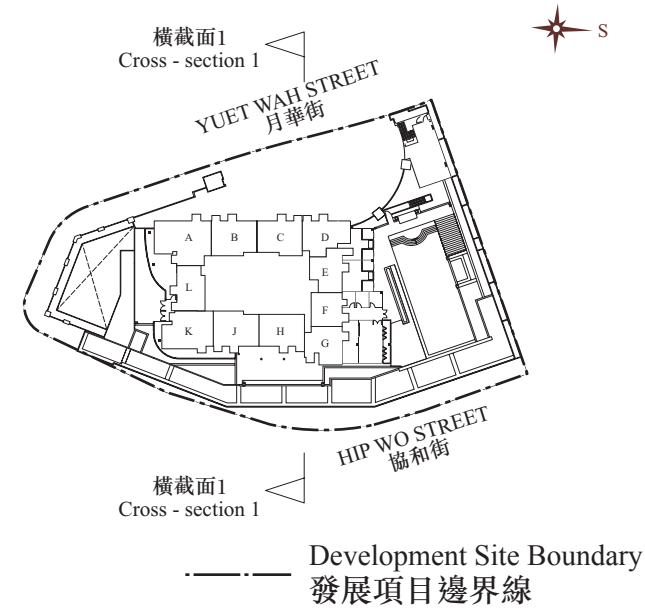 橫截面1
Cross - section 1
S
YUET WAH STREET
月華街
A
B
C
D
E
L
F
K
J
H
G
HIP WO STREET
協和街
橫截面1
Cross - section 1
Development Site Boundary
發展項目邊界線